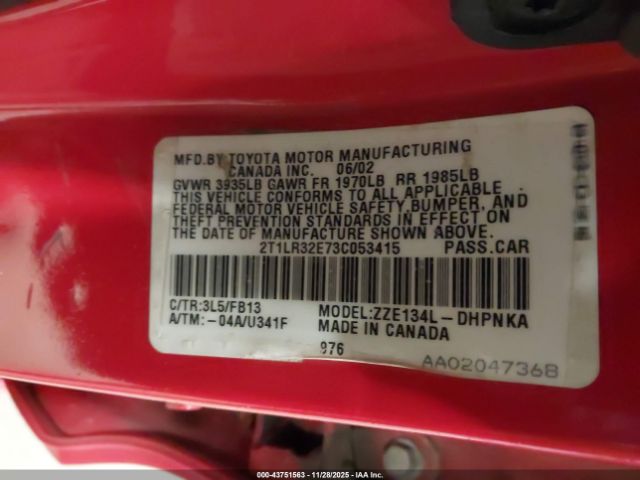 MFD.BY TOYOTA MOTOR MANUFACTURING
CANADA INC. 06/02
GVWR 3935LB GAWR FR 1970LB RR 1985LB
THIS VEHICLE CONFORMS TO ALL APPLICABLE
FEDERAL MOTOR VEHICLE SAFETY, BUMPER, AND
THEFT PREVENTION STANDARDS IN EFFECT ON
THE DATE OF MANUFACTURE SHOWN ABOVE.
2T1LR32E73C053415 PASS.CAR
C/TR:3L5/FB13 MODEL:ZZE134L-DHPNKA
A/TM:-04A/U341F MADE IN CANADA
976
AA0204736B
000-43751563 | 11/28/2025 - IAA Corp.